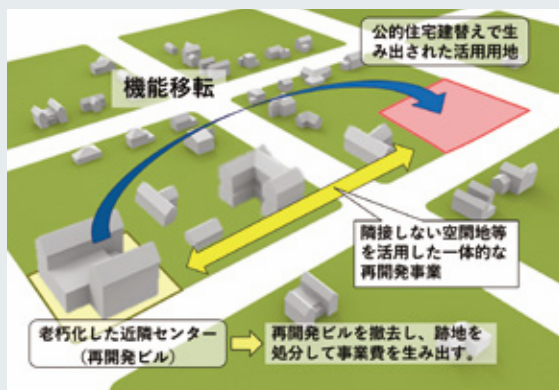 公的住宅建替えで生
み出された活用用地
機能移転
隣接しない空閑地等
を活用した一体的な
再開発事業
老朽化した近隣センター
（再開発ビル）
再開発ビルを撤去し、跡地を
処分して事業費を生み出す。